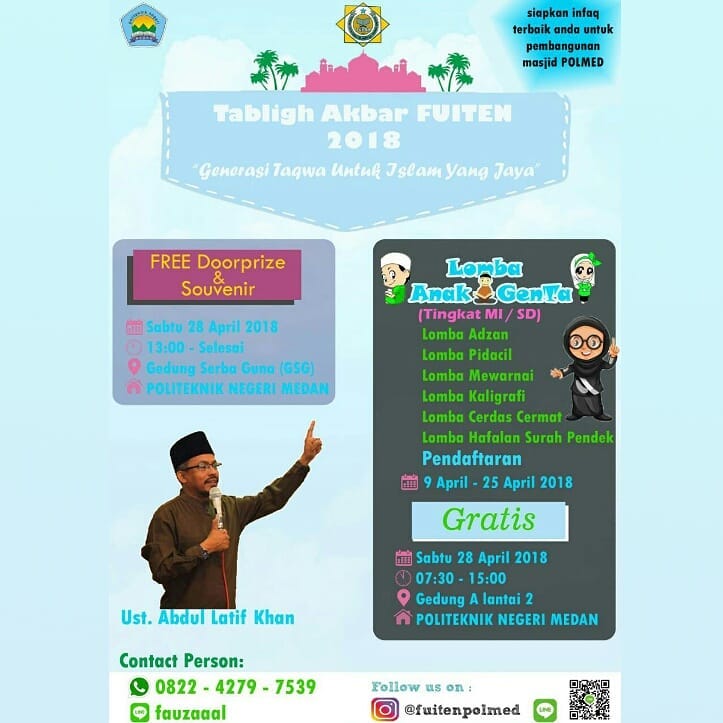 siapkan infaq
terbaik anda untuk
pembangunan
masjid POLMED
Tabligh Akbar FUITEN
2018
"Generasi Taqwa Untuk Islam Yang Jaya"
FREE Doorprize
&
Souvenir
Sabtu 28 April 2018
13:00 - Selesai
Gedung Serba Guna (GSG)
POLITEKNIK NEGERI MEDAN
Ust. Abdul Latif Khan
Lomba
Anak GenTa
(Tingkat MI / SD)
Lomba Adzan
Lomba Pidacil
Lomba Mewarnai
Lomba Kaligrafi
Lomba Cerdas Cermat
Lomba Hafalan Surah Pendek
Pendaftaran
9 April - 25 April 2018
Gratis
Sabtu 28 April 2018
07:30 - 15:00
Gedung A lantai 2
POLITEKNIK NEGERI MEDAN
Contact Person:
0822 - 4279 - 7539
LINE fauzaaal
Follow us on :
@fuitenpolmed
LINE